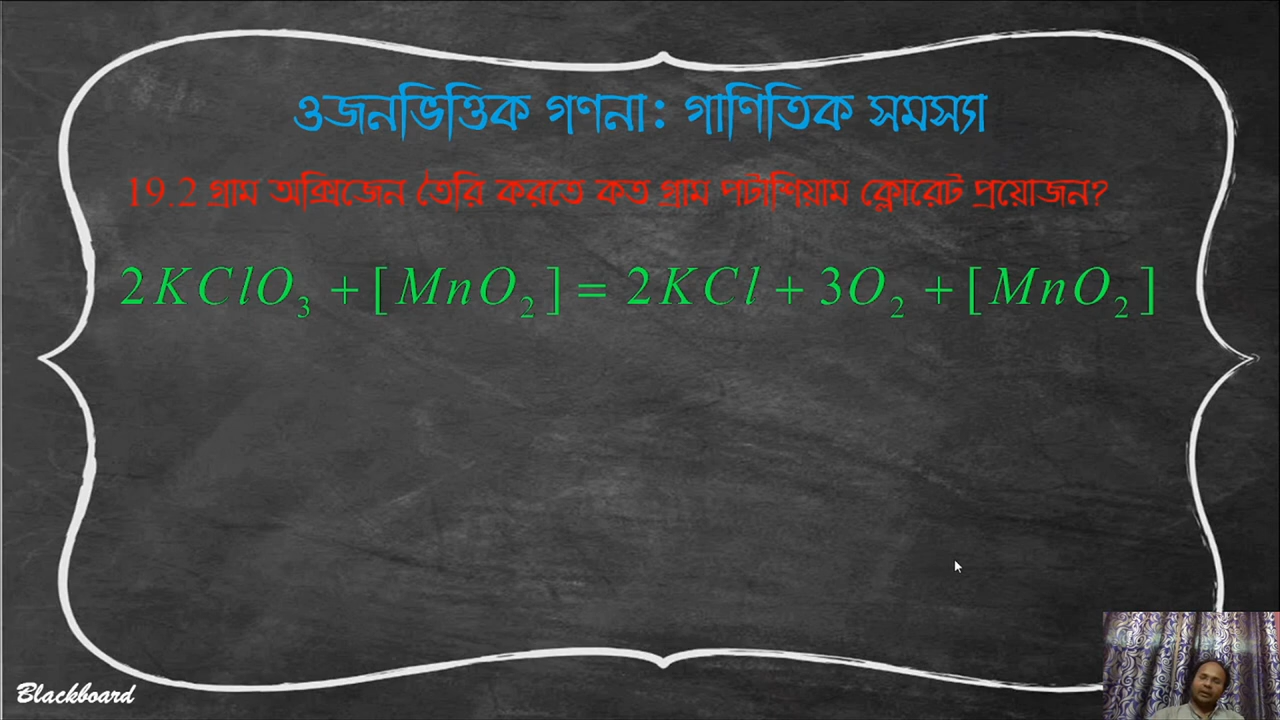 ওজনভিত্তিক গণনা: গাণিতিক সমস্যা
19.2 গ্রাম অক্সিজেন তৈরি করতে কত গ্রাম পটাশিয়াম ক্লোরেট প্রয়োজন?
2KClO₃ + [MnO₂] = 2KCl + 3O₂ + [MnO₂]
Blackboard